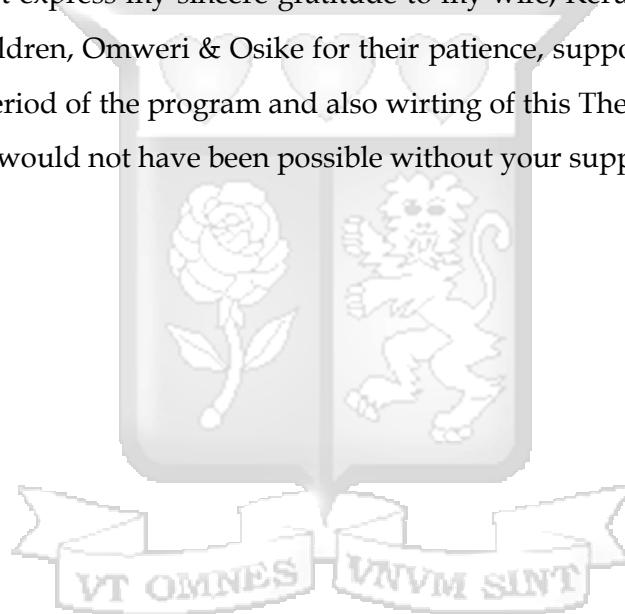 express my sincere gratitude to my wife,
ldren, Omweri & Osike for their patience, suppo
eriod of the program and also wirting of this The
would not have been possible without your supp
VT OMNES VNVM SINT